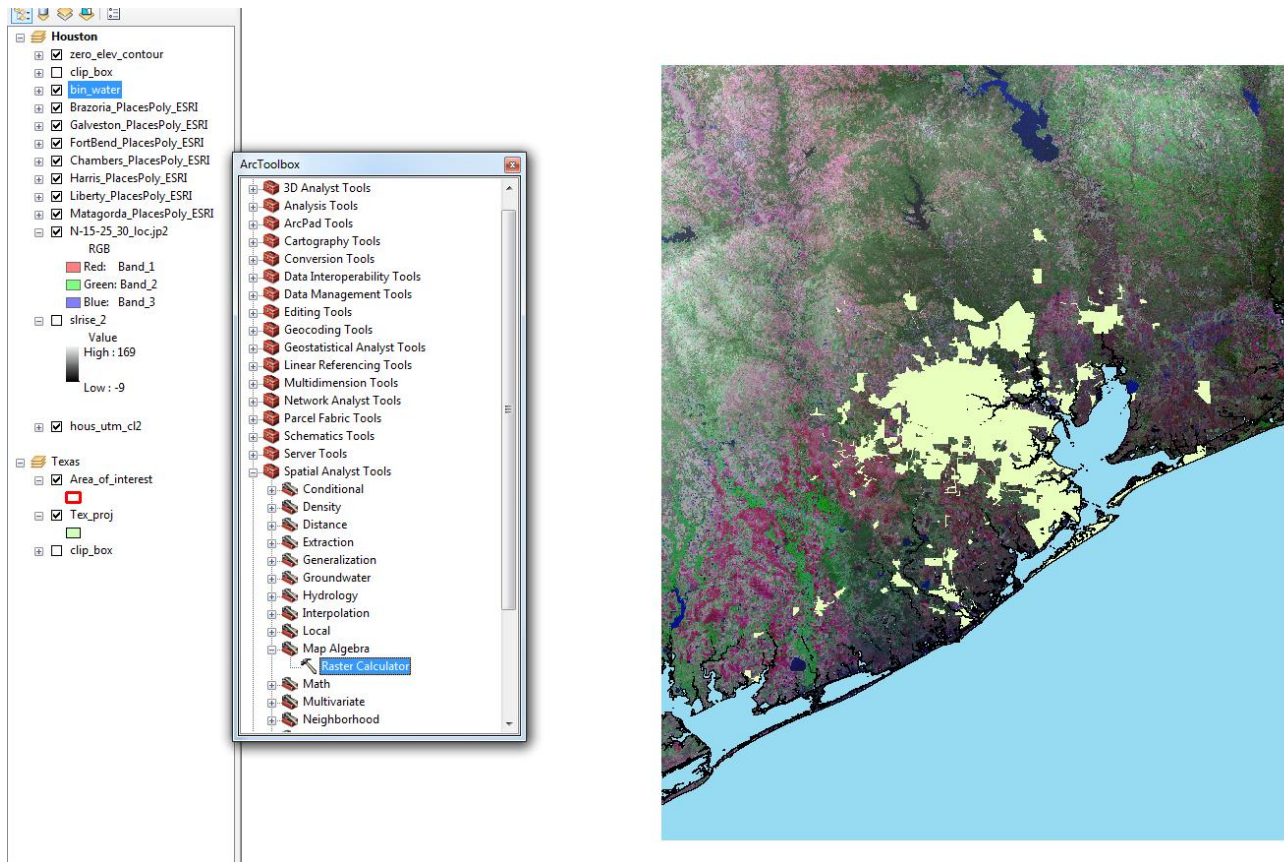 Houston
zero_elev_contour
clip_box
bin_water
Brazoria_PlacesPoly_ESRI
Galveston_PlacesPoly_ESRI
FortBend_PlacesPoly_ESRI
Chambers_PlacesPoly_ESRI
Harris_PlacesPoly_ESRI
Liberty_PlacesPoly_ESRI
Matagorda_PlacesPoly_ESRI
N-15-25_30_loc.jp2
RGB
Red: Band_1
Green: Band_2
Blue: Band_3
slrise_2
Value
High : 169
Low : -9
hous_utm_cl2
Texas
Area_of_interest
Tex_proj
clip_box
ArcToolbox
3D Analyst Tools
Analysis Tools
ArcPad Tools
Cartography Tools
Conversion Tools
Data Interoperability Tools
Data Management Tools
Editing Tools
Geocoding Tools
Geostatistical Analyst Tools
Linear Referencing Tools
Multidimension Tools
Network Analyst Tools
Parcel Fabric Tools
Schematics Tools
Server Tools
Spatial Analyst Tools
Conditional
Density
Distance
Extraction
Generalization
Groundwater
Hydrology
Interpolation
Local
Map Algebra
Raster Calculator
Math
Multivariate
Neighborhood